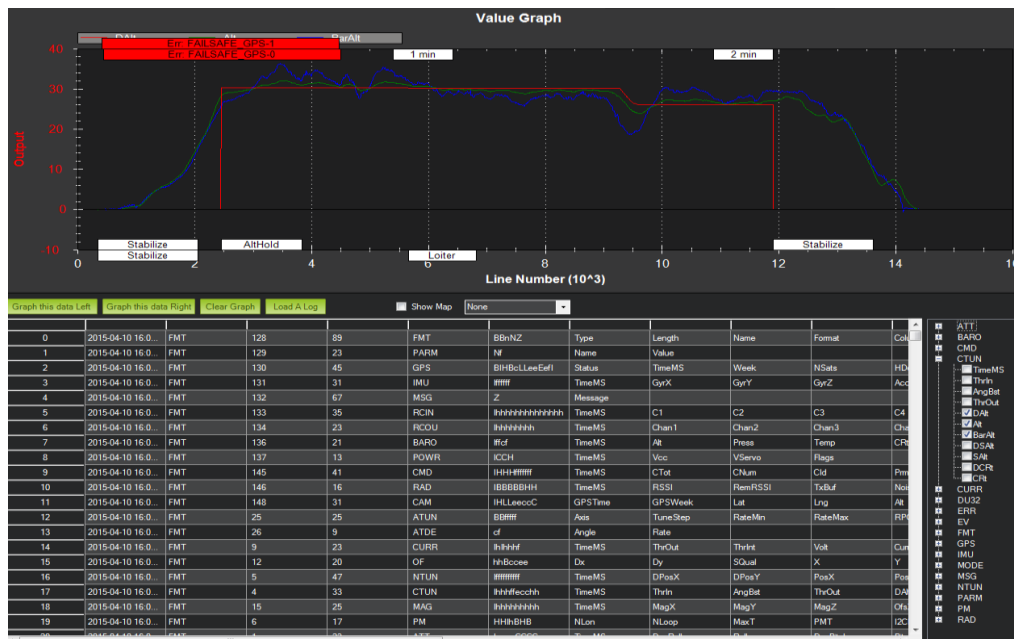 Value Graph
DAlt Alt BarAlt
Err: FAILSAFE_GPS-1
Err: FAILSAFE_GPS-0
1 min
2 min
40
30
20
10
0
-10
Output
Stabilize
Stabilize
AltHold
Loiter
Stabilize
0 2 4 6 8 10 12 14 16
Line Number (10^3)
Graph this data Left Graph this data Right Clear Graph Load A Log Show Map None
0 2015-04-10 16:0... FMT 128 89 FMT BBnNZ Type Length Name Format
1 2015-04-10 16:0... FMT 129 23 PARM Nf Name Value
2 2015-04-10 16:0... FMT 130 45 GPS BIHBcLLeeEefI Status TimeMS Week NSats
3 2015-04-10 16:0... FMT 131 31 IMU Iffffff TimeMS GyrX GyrY GyrZ
4 2015-04-10 16:0... FMT 132 67 MSG Z Message
5 2015-04-10 16:0... FMT 133 35 RCIN Ihhhhhhhhhhhhhh TimeMS C1 C2 C3 C4
6 2015-04-10 16:0... FMT 134 23 RCOU Ihhhhhhhh TimeMS Chan1 Chan2 Chan3
7 2015-04-10 16:0... FMT 136 21 BARO Iffcf TimeMS Alt Press Temp
8 2015-04-10 16:0... FMT 137 13 POWR ICCH TimeMS Vcc VServo Flags
9 2015-04-10 16:0... FMT 145 41 CMD IHHHfffffff TimeMS CTot CNum CId
10 2015-04-10 16:0... FMT 146 16 RAD IBBBBBHH TimeMS RSSI RemRSSI TxBuf
11 2015-04-10 16:0... FMT 148 31 CAM IHLLeeccC GPSTime GPSWeek Lat Lng Alt
12 2015-04-10 16:0... FMT 25 25 ATUN BBfffff Axis TuneStep RateMin RateMax
13 2015-04-10 16:0... FMT 26 9 ATDE cf Angle Rate
14 2015-04-10 16:0... FMT 9 23 CURR IhIhhhf TimeMS ThrOut ThrInt Volt
15 2015-04-10 16:0... FMT 12 20 OF hhBccee Dx Dy SQual X Y
16 2015-04-10 16:0... FMT 5 47 NTUN Iffffffffff TimeMS DPosX DPosY PosX
17 2015-04-10 16:0... FMT 4 33 CTUN Ihhhffecchh TimeMS ThrIn AngBst ThrOut
18 2015-04-10 16:0... FMT 15 25 MAG Ihhhhhhhhh TimeMS MagX MagY MagZ
19 2015-04-10 16:0... FMT 6 17 PM HHIhBHB NLon NLoop MaxT PMT
ATT
BARO
CMD
CTUN
TimeMS
ThrIn
AngBst
ThrOut
DAlt
Alt
BarAlt
DSAlt
SAlt
DCRt
CRt
CURR
DU32
ERR
EV
FMT
GPS
IMU
MODE
MSG
NTUN
PARM
PM
RAD